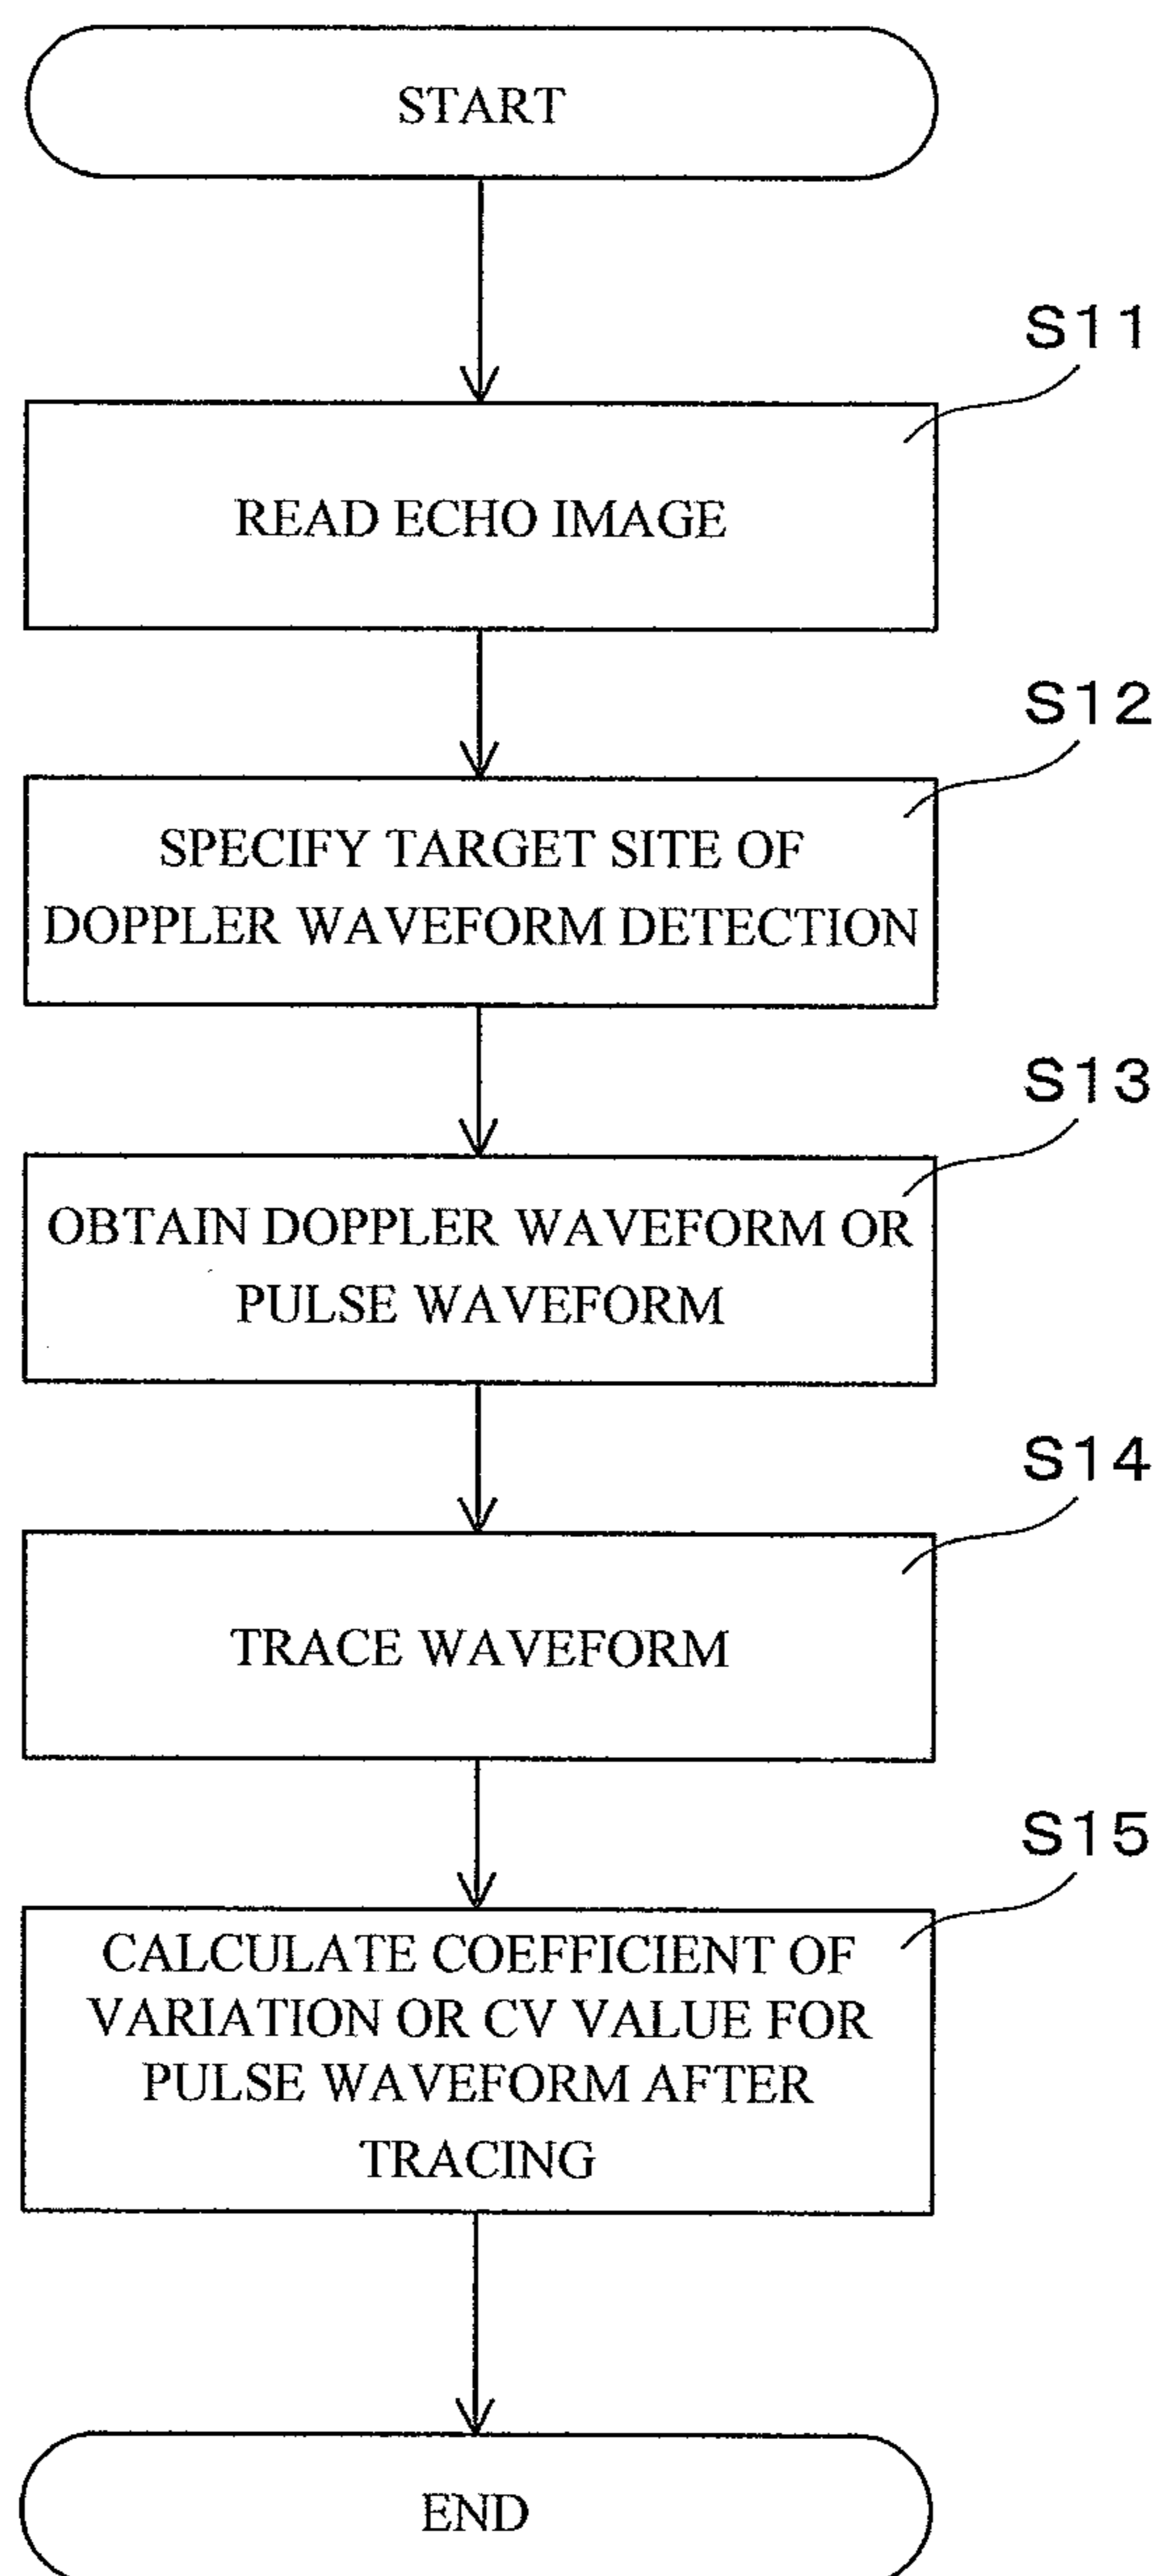 START
S11
READ ECHO IMAGE
S12
SPECIFY TARGET SITE OF
DOPPLER WAVEFORM DETECTION
S13
OBTAIN DOPPLER WAVEFORM OR
PULSE WAVEFORM
S14
TRACE WAVEFORM
S15
CALCULATE COEFFICIENT OF
VARIATION OR CV VALUE FOR
PULSE WAVEFORM AFTER
TRACING
END